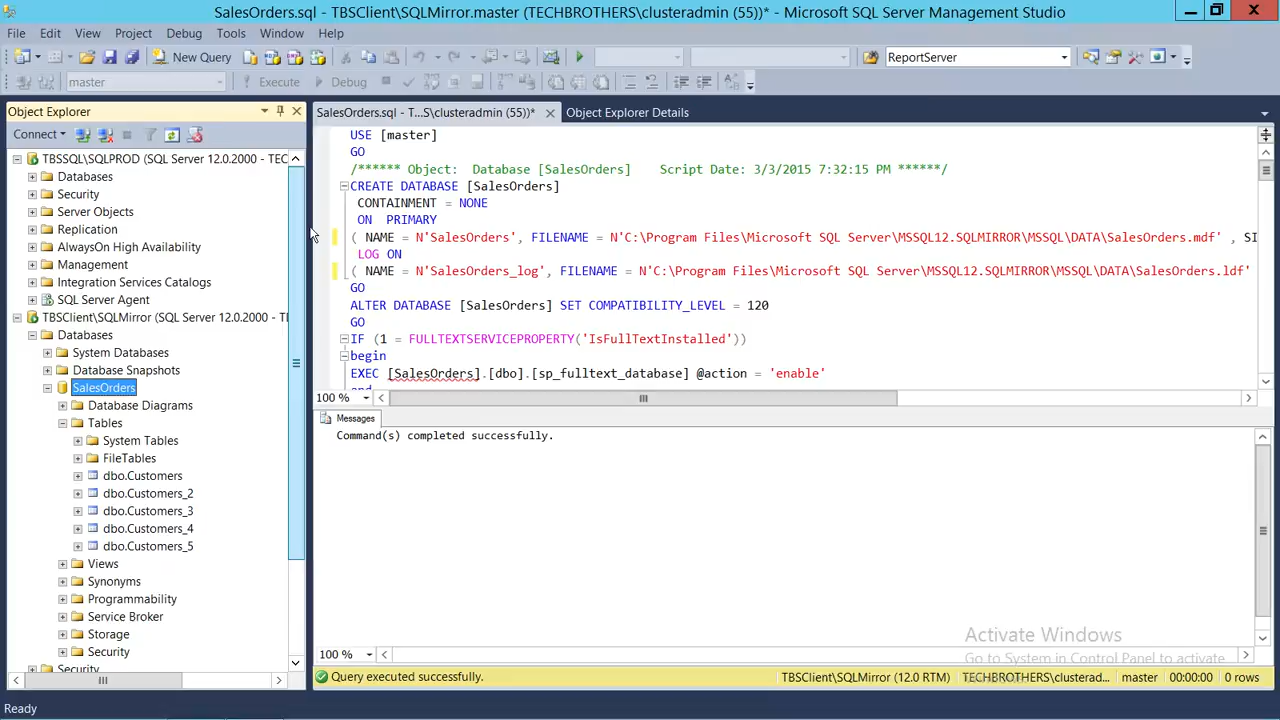 SalesOrders.sql - TBSClient\SQLMirror.master (TECHBROTHERS\clusteradmin (55))* - Microsoft SQL Server Management Studio
File Edit View Project Debug Tools Window Help
New Query ReportServer
master Execute Debug
Object Explorer
SalesOrders.sql - T...S\clusteradmin (55))* Object Explorer Details
Connect
TBSSQL\SQLPROD (SQL Server 12.0.2000 - TEC
Databases
Security
Server Objects
Replication
AlwaysOn High Availability
Management
Integration Services Catalogs
SQL Server Agent
TBSClient\SQLMirror (SQL Server 12.0.2000 - T
Databases
System Databases
Database Snapshots
SalesOrders
Database Diagrams
Tables
System Tables
FileTables
dbo.Customers
dbo.Customers_2
dbo.Customers_3
dbo.Customers_4
dbo.Customers_5
Views
Synonyms
Programmability
Service Broker
Storage
Security
Security
USE [master]
GO
/****** Object:  Database [SalesOrders]    Script Date: 3/3/2015 7:32:15 PM ******/
CREATE DATABASE [SalesOrders]
CONTAINMENT = NONE
ON  PRIMARY
( NAME = N'SalesOrders', FILENAME = N'C:\Program Files\Microsoft SQL Server\MSSQL12.SQLMIRROR\MSSQL\DATA\SalesOrders.mdf' , SI
LOG ON
( NAME = N'SalesOrders_log', FILENAME = N'C:\Program Files\Microsoft SQL Server\MSSQL12.SQLMIRROR\MSSQL\DATA\SalesOrders.ldf'
GO
ALTER DATABASE [SalesOrders] SET COMPATIBILITY_LEVEL = 120
GO
IF (1 = FULLTEXTSERVICEPROPERTY('IsFullTextInstalled'))
begin
EXEC [SalesOrders].[dbo].[sp_fulltext_database] @action = 'enable'
end
100 %
Messages
Command(s) completed successfully.
Activate Windows
Go to System in Control Panel to activate
100 %
Query executed successfully. TBSClient\SQLMirror (12.0 RTM) TECHBROTHERS\clusterad... master 00:00:00 0 rows
Ready